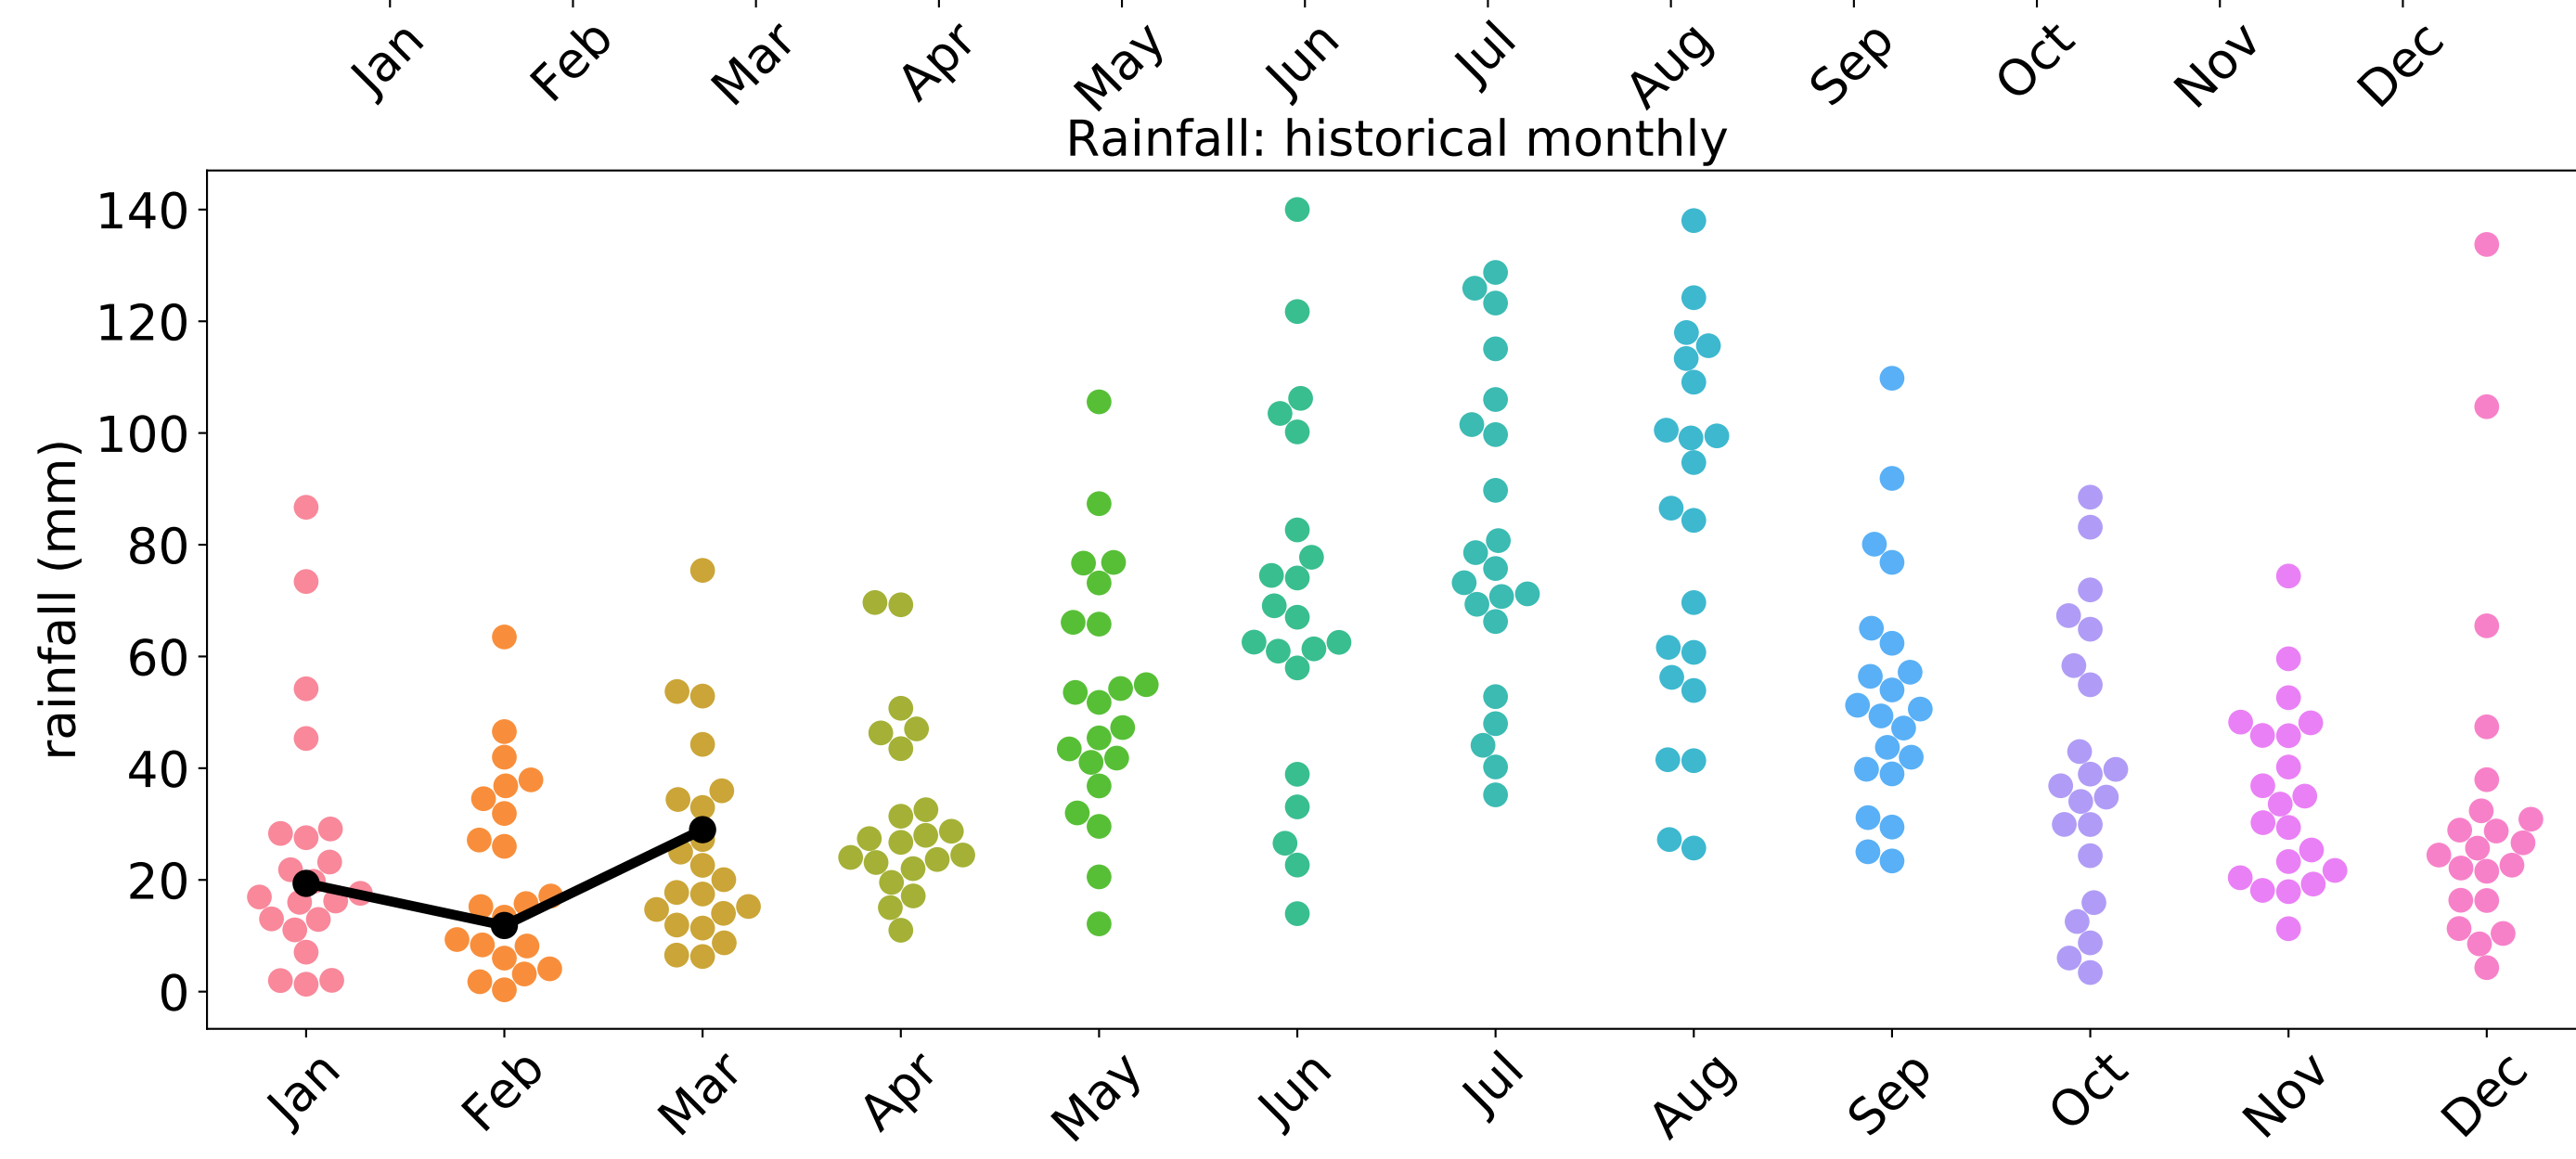 Jan Feb Mar Apr May Jun Jul Aug Sep Oct Nov Dec
Rainfall: historical monthly
rainfall (mm)
140
120
100
80
60
40
20
0
Jan Feb Mar Apr May Jun Jul Aug Sep Oct Nov Dec